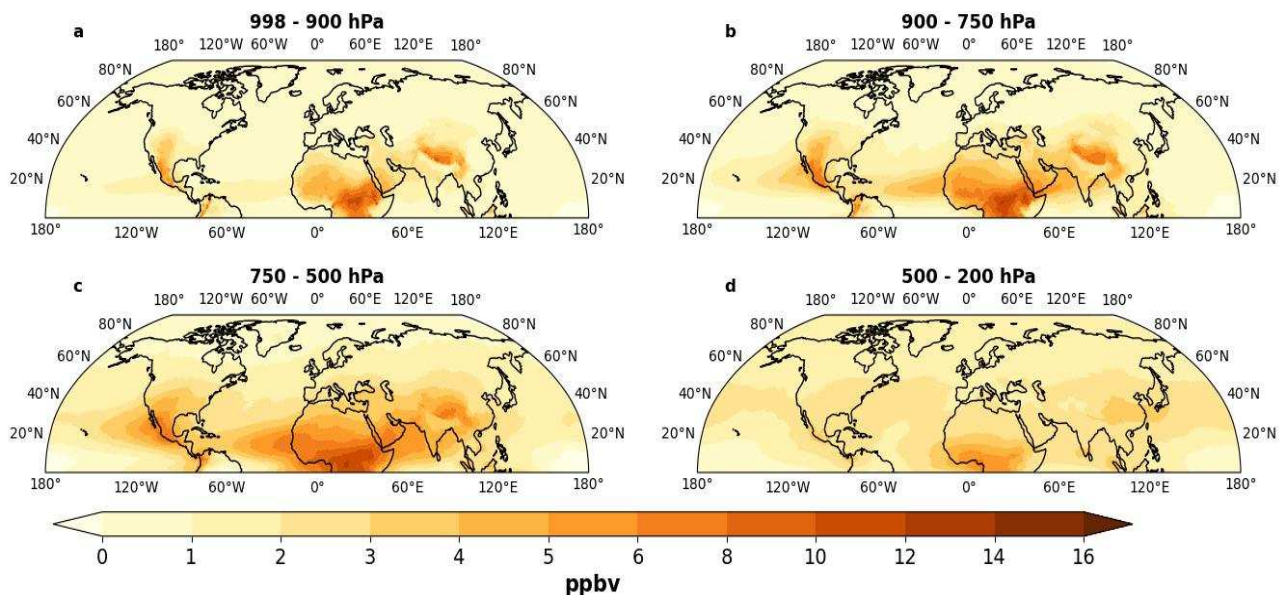 998 - 900 hPa
a
180° 120°W 60°W 0° 60°E 120°E 180°
80°N 80°N
60°N 60°N
40°N 40°N
20°N 20°N
180° 120°W 60°W 0° 60°E 120°E 180°
900 - 750 hPa
b
180° 120°W 60°W 0° 60°E 120°E 180°
80°N 80°N
60°N 60°N
40°N 40°N
20°N 20°N
180° 120°W 60°W 0° 60°E 120°E 180°
750 - 500 hPa
c
180° 120°W 60°W 0° 60°E 120°E 180°
80°N 80°N
60°N 60°N
40°N 40°N
20°N 20°N
180° 120°W 60°W 0° 60°E 120°E 180°
500 - 200 hPa
d
180° 120°W 60°W 0° 60°E 120°E 180°
80°N 80°N
60°N 60°N
40°N 40°N
20°N 20°N
180° 120°W 60°W 0° 60°E 120°E 180°
0 1 2 3 4 5 6 8 10 12 14 16
ppbv